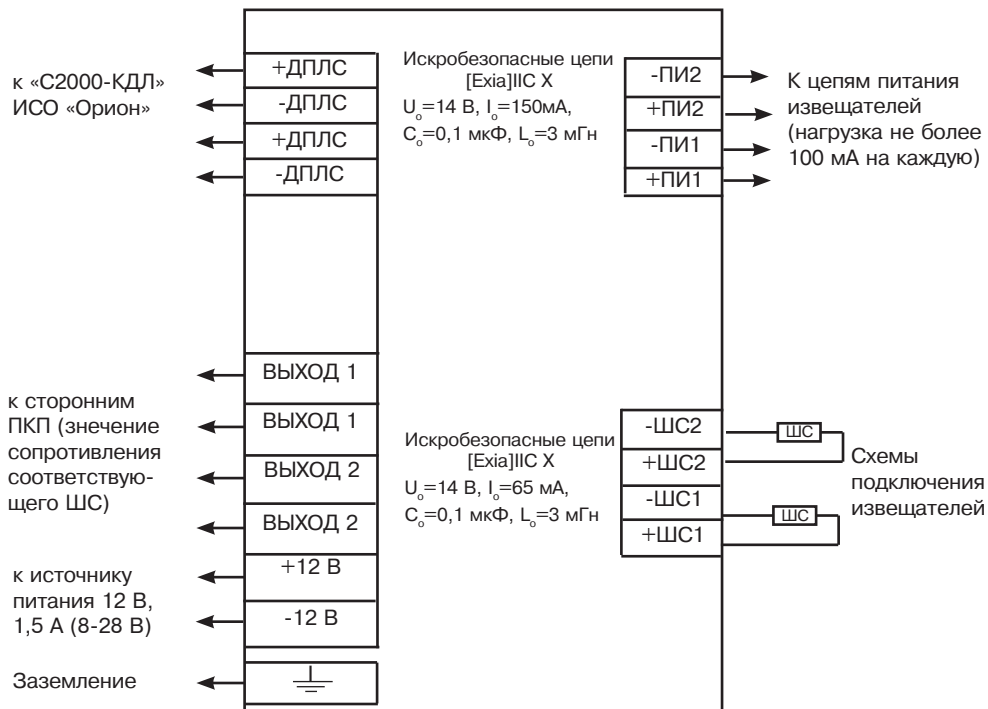 к «С2000-КДЛ»
ИСО «Орион»
+ДПЛС
-ДПЛС
+ДПЛС
-ДПЛС
Искробезопасные цепи
[Exia]IIC X
Uo=14 В, Io=150мА,
Co=0,1 мкФ, Lo=3 мГн
-ПИ2
+ПИ2
-ПИ1
+ПИ1
К цепям питания
извещателей
(нагрузка не более
100 мА на каждую)
к сторонним
ПКП (знечение
сопротивления
соответствую-
щего ШС)
ВЫХОД 1
ВЫХОД 1
ВЫХОД 2
ВЫХОД 2
Искробезопасные цепи
[Exia]IIC X
Uo=14 В, Io=65 мА,
Co=0,1 мкФ, Lo=3 мГн
-ШС2
+ШС2
-ШС1
+ШС1
ШС
ШС
Схемы
подключения
извещателей
к источнику
питания 12 В,
1,5 А (8-28 В)
+12 В
-12 В
Заземление